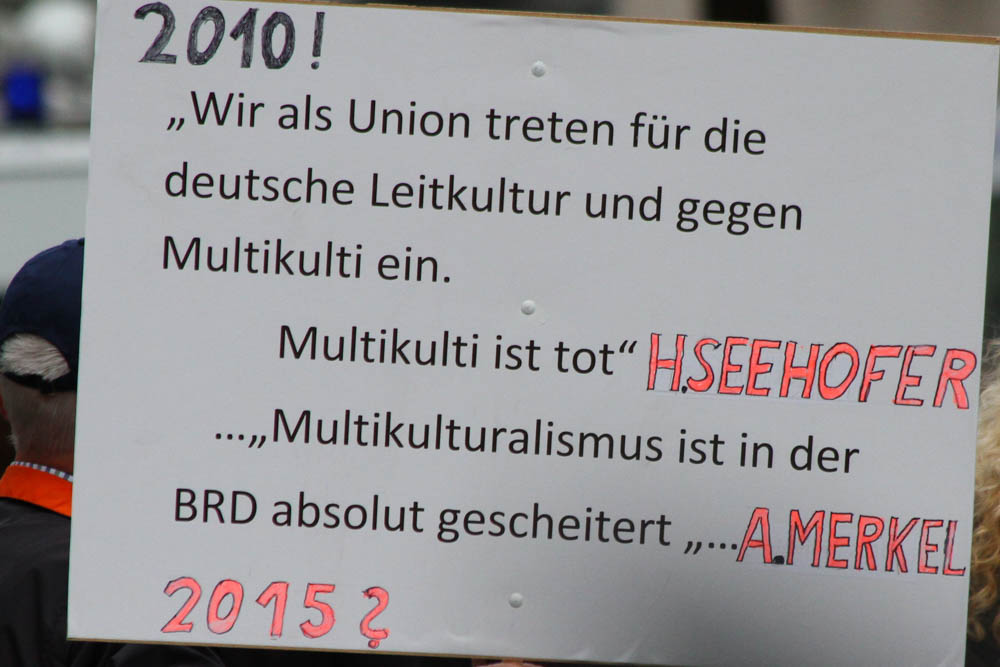 2010!
„Wir als Union treten für die
deutsche Leitkultur und gegen
Multikulti ein.
Multikulti ist tot“ H.SEEHOFER
...„Multikulturalismus ist in der
BRD absolut gescheitert „...A.MERKEL
2015?